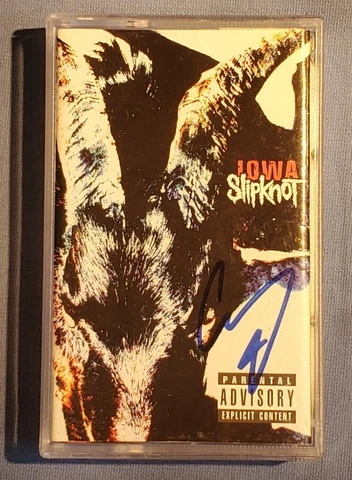 IOWA
Slipknot
PARENTAL
ADVISORY
EXPLICIT CONTENT